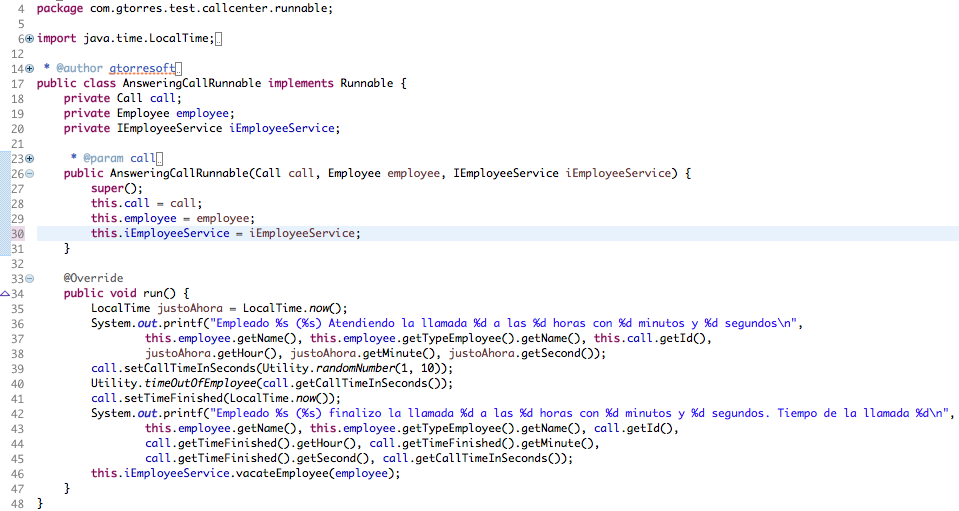 4 package com.gtorres.test.callcenter.runnable;
5
6 import java.time.LocalTime;
12
14 * @author gtorresoft
17 public class AnsweringCallRunnable implements Runnable {
18 private Call call;
19 private Employee employee;
20 private IEmployeeService iEmployeeService;
21
23 * @param call
26 public AnsweringCallRunnable(Call call, Employee employee, IEmployeeService iEmployeeService) {
27 super();
28 this.call = call;
29 this.employee = employee;
30 this.iEmployeeService = iEmployeeService;
31 }
32
33 @Override
34 public void run() {
35 LocalTime justoAhora = LocalTime.now();
36 System.out.printf("Empleado %s (%s) Atendiendo la llamada %d a las %d horas con %d minutos y %d segundos\n",
37 this.employee.getName(), this.employee.getTypeEmployee().getName(), this.call.getId(),
38 justoAhora.getHour(), justoAhora.getMinute(), justoAhora.getSecond());
39 call.setCallTimeInSeconds(Utility.randomNumber(1, 10));
40 Utility.timeOutOfEmployee(call.getCallTimeInSeconds());
41 call.setTimeFinished(LocalTime.now());
42 System.out.printf("Empleado %s (%s) finalizo la llamada %d a las %d horas con %d minutos y %d segundos. Tiempo de la llamada %d\n",
43 this.employee.getName(), this.employee.getTypeEmployee().getName(), call.getId(),
44 call.getTimeFinished().getHour(), call.getTimeFinished().getMinute(),
45 call.getTimeFinished().getSecond(), call.getCallTimeInSeconds());
46 this.iEmployeeService.vacateEmployee(employee);
47 }
48 }